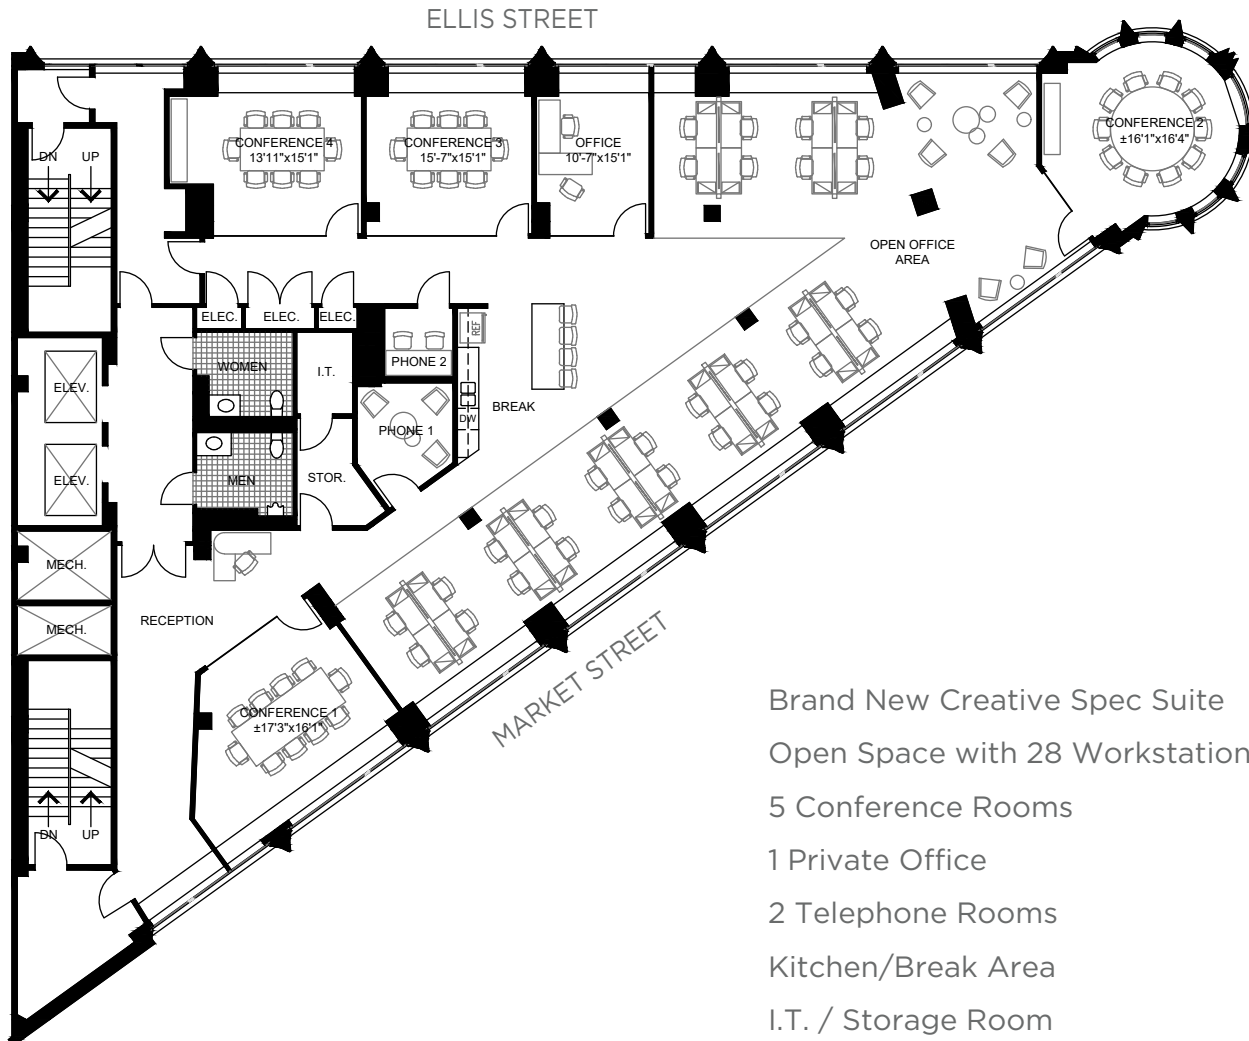 ELLIS STREET
CONFERENCE 4
13'11"x15'1"
CONFERENCE 3
15'-7"x15'1"
OFFICE
10'-7"x15'1"
CONFERENCE 2
±16'1"x16'4"
DN
UP
OPEN OFFICE
AREA
ELEC.
ELEC.
ELEC.
REF
WOMEN
I.T.
PHONE 2
ELEV.
BREAK
DW
PHONE 1
ELEV.
MEN
STOR.
MECH.
RECEPTION
MECH.
CONFERENCE 1
±17'3"x16'1"
MARKET STREET
DN
UP
Brand New Creative Spec Suite
Open Space with 28 Workstation
5 Conference Rooms
1 Private Office
2 Telephone Rooms
Kitchen/Break Area
I.T. / Storage Room